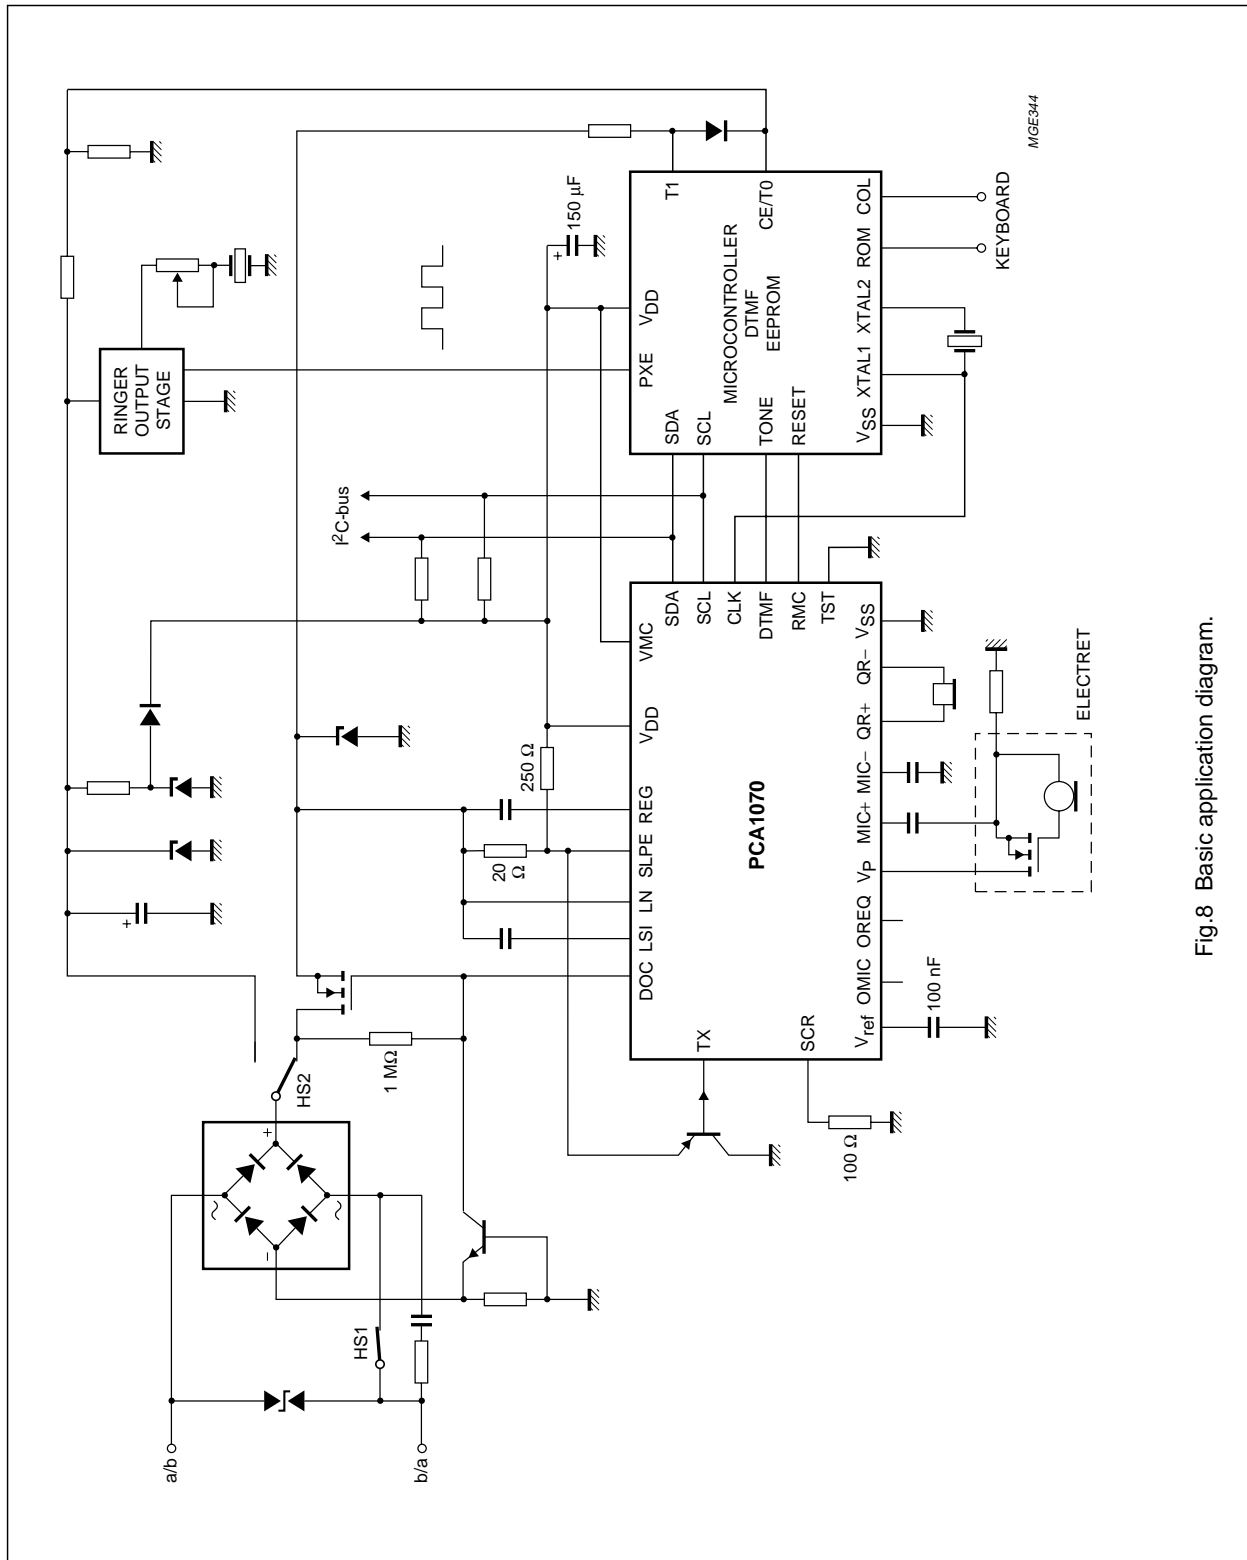 a/b
b/a
HS1
HS2
+
−
~
~
1 MΩ
+
RINGER
OUTPUT
STAGE
I²C-bus
+
150 µF
20
Ω
250 Ω
DOC
LSI
LN
SLPE
REG
VDD
VMC
TX
SCR
100 Ω
PCA1070
SDA
SCL
CLK
DTMF
RMC
TST
Vref
OMIC
OREQ
VP
MIC+
MIC−
QR+
QR−
VSS
100 nF
ELECTRET
SDA
SCL
TONE
RESET
PXE
VDD
T1
CE/T0
MICROCONTROLLER
DTMF
EEPROM
VSS
XTAL1
XTAL2
ROM
COL
KEYBOARD
MGE344
Fig.8 Basic application diagram.